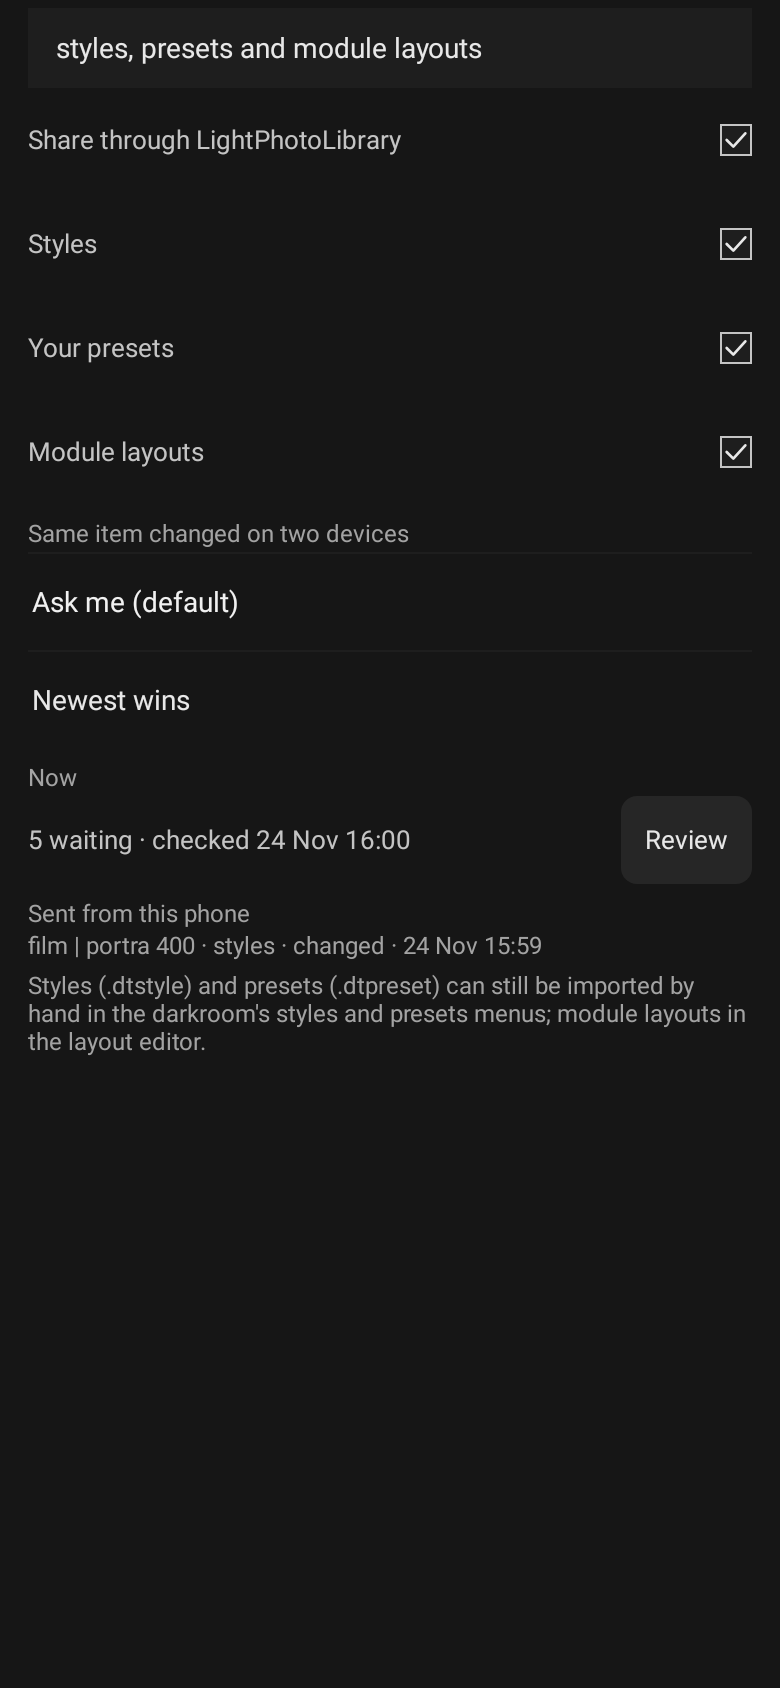 styles, presets and module layouts
Share through LightPhotoLibrary
Styles
Your presets
Module layouts
Same item changed on two devices
Ask me (default)
Newest wins
Now
5 waiting · checked 24 Nov 16:00
Review
Sent from this phone
film | portra 400 · styles · changed · 24 Nov 15:59
Styles (.dtstyle) and presets (.dtpreset) can still be imported by
hand in the darkroom's styles and presets menus; module layouts in
the layout editor.